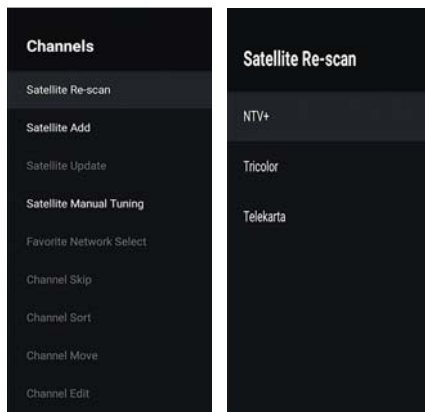 Channels
Satellite Re-scan
Satellite Add
Satellite Update
Satellite Manual Tuning
Favorite Network Select
Channel Skip
Channel Sort
Channel Move
Channel Edit
Satellite Re-scan
NTV+
Tricolor
Telekarta